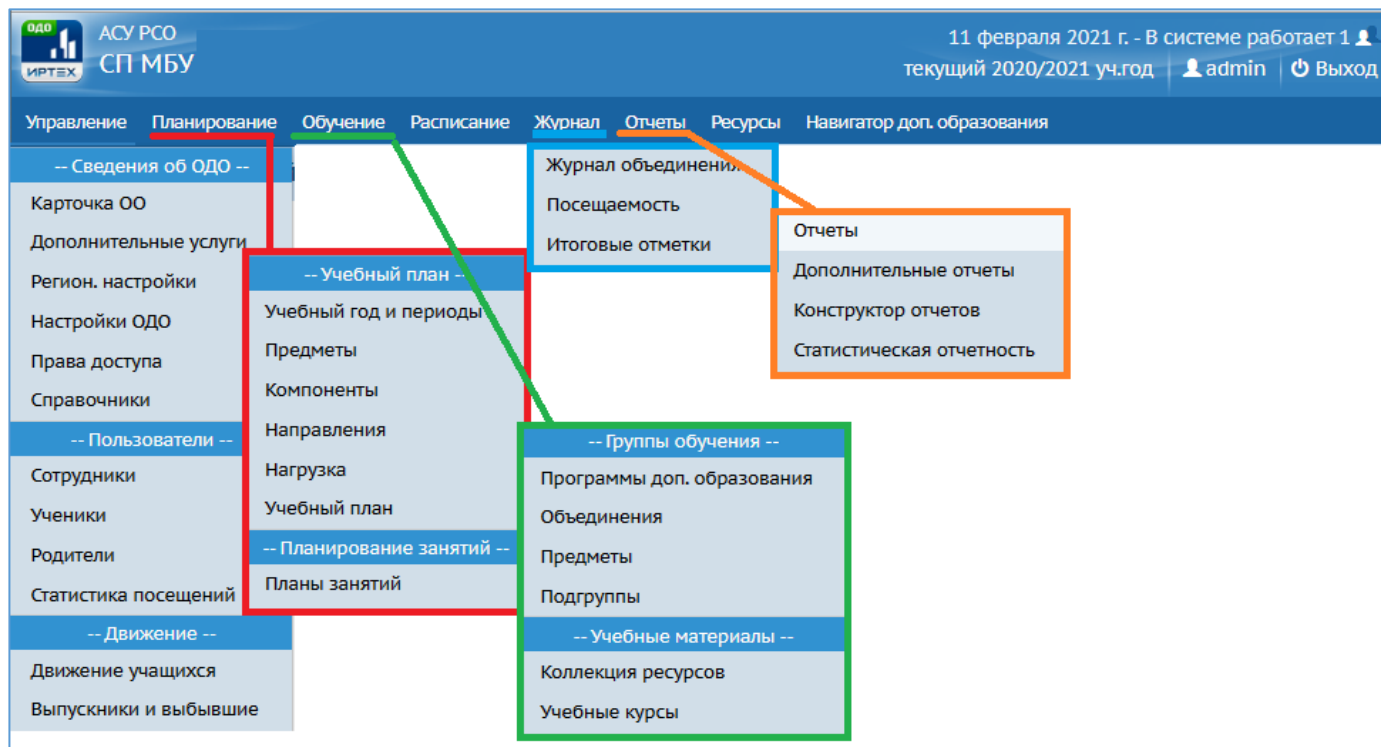 ОДО
ИРТЕХ
АСУ РСО
СП МБУ
11 февраля 2021 г. - В системе работает 1
текущий 2020/2021 уч.год admin Выход
Управление Планирование Обучение Расписание Журнал Отчеты Ресурсы Навигатор доп. образования
-- Сведения об ОДО --
Карточка ОО
Дополнительные услуги
Регион. настройки
Настройки ОДО
Права доступа
Справочники
-- Пользователи --
Сотрудники
Ученики
Родители
Статистика посещений
-- Движение --
Движение учащихся
Выпускники и выбывшие
-- Учебный план --
Учебный год и периоды
Предметы
Компоненты
Направления
Нагрузка
Учебный план
-- Планирование занятий --
Планы занятий
-- Группы обучения --
Программы доп. образования
Объединения
Предметы
Подгруппы
-- Учебные материалы --
Коллекция ресурсов
Учебные курсы
Журнал объединения
Посещаемость
Итоговые отметки
Отчеты
Дополнительные отчеты
Конструктор отчетов
Статистическая отчетность